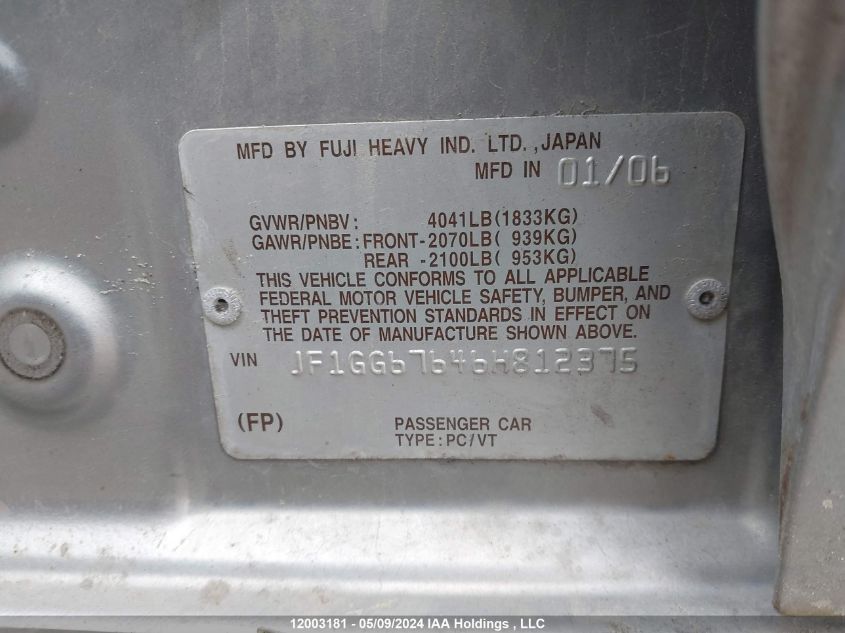 MFD BY FUJI HEAVY IND. LTD. ,JAPAN
MFD IN 01/06
GVWR/PNBV: 4041LB(1833KG)
GAWR/PNBE:FRONT-2070LB( 939KG)
REAR -2100LB( 953KG)
THIS VEHICLE CONFORMS TO ALL APPLICABLE
FEDERAL MOTOR VEHICLE SAFETY, BUMPER, AND
THEFT PREVENTION STANDARDS IN EFFECT ON
THE DATE OF MANUFACTURE SHOWN ABOVE.
VIN JF1GG67646H812375
(FP) PASSENGER CAR
TYPE:PC/VT
12003181 - 05/09/2024 IAA Holdings , LLC